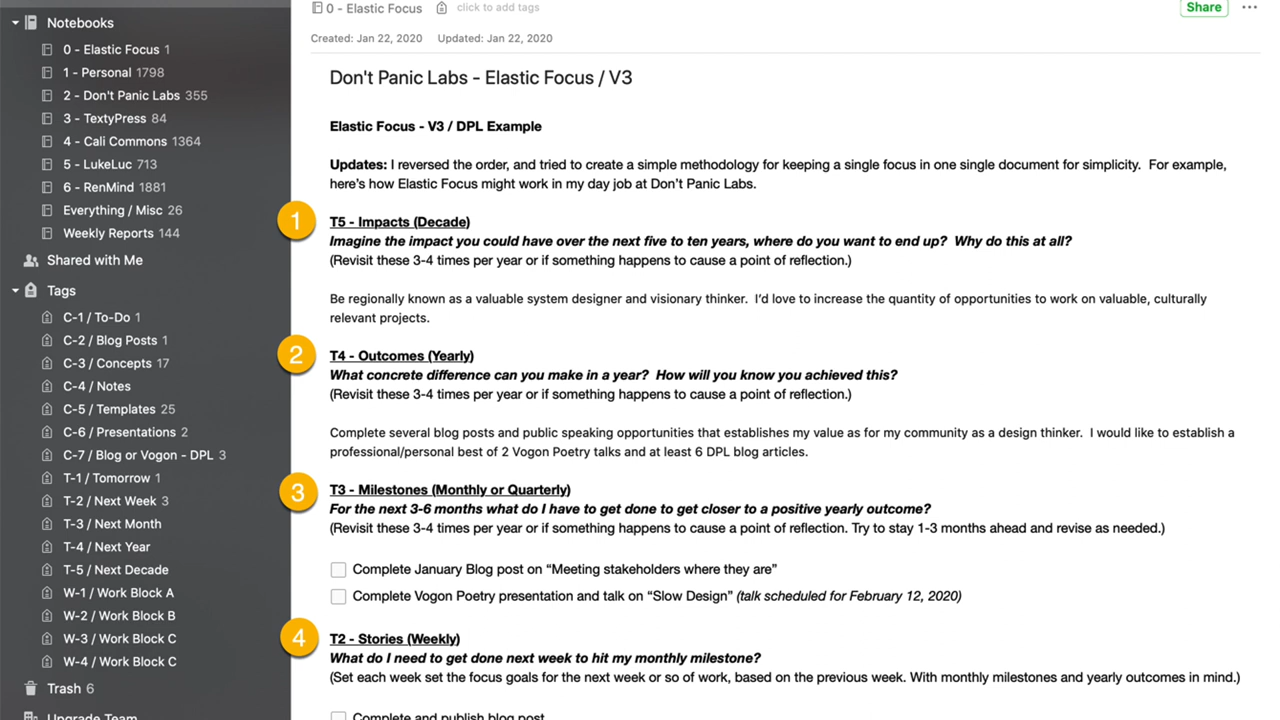 Notebooks
0 - Elastic Focus 1
1 - Personal 1798
2 - Don't Panic Labs 355
3 - TextyPress 84
4 - Cali Commons 1364
5 - LukeLuc 713
6 - RenMind 1881
Everything / Misc 26
Weekly Reports 144
Shared with Me
Tags
C-1 / To-Do 1
C-2 / Blog Posts 1
C-3 / Concepts 17
C-4 / Notes
C-5 / Templates 25
C-6 / Presentations 2
C-7 / Blog or Vogon - DPL 3
T-1 / Tomorrow 1
T-2 / Next Week 3
T-3 / Next Month
T-4 / Next Year
T-5 / Next Decade
W-1 / Work Block A
W-2 / Work Block B
W-3 / Work Block C
W-4 / Work Block C
Trash 6
Upgrade Team
0 - Elastic Focus click to add tags Share
Created: Jan 22, 2020 Updated: Jan 22, 2020
Don't Panic Labs - Elastic Focus / V3
Elastic Focus - V3 / DPL Example
Updates: I reversed the order, and tried to create a simple methodology for keeping a single focus in one single document for simplicity. For example,
here's how Elastic Focus might work in my day job at Don't Panic Labs.
1 T5 - Impacts (Decade)
Imagine the impact you could have over the next five to ten years, where do you want to end up? Why do this at all?
(Revisit these 3-4 times per year or if something happens to cause a point of reflection.)
Be regionally known as a valuable system designer and visionary thinker. I'd love to increase the quantity of opportunities to work on valuable, culturally
relevant projects.
2 T4 - Outcomes (Yearly)
What concrete difference can you make in a year? How will you know you achieved this?
(Revisit these 3-4 times per year or if something happens to cause a point of reflection.)
Complete several blog posts and public speaking opportunities that establishes my value as for my community as a design thinker. I would like to establish a
professional/personal best of 2 Vogon Poetry talks and at least 6 DPL blog articles.
3 T3 - Milestones (Monthly or Quarterly)
For the next 3-6 months what do I have to get done to get closer to a positive yearly outcome?
(Revisit these 3-4 times per year or if something happens to cause a point of reflection. Try to stay 1-3 months ahead and revise as needed.)
Complete January Blog post on “Meeting stakeholders where they are”
Complete Vogon Poetry presentation and talk on “Slow Design” (talk scheduled for February 12, 2020)
4 T2 - Stories (Weekly)
What do I need to get done next week to hit my monthly milestone?
(Set each week set the focus goals for the next week or so of work, based on the previous week. With monthly milestones and yearly outcomes in mind.)
Complete and publish blog post